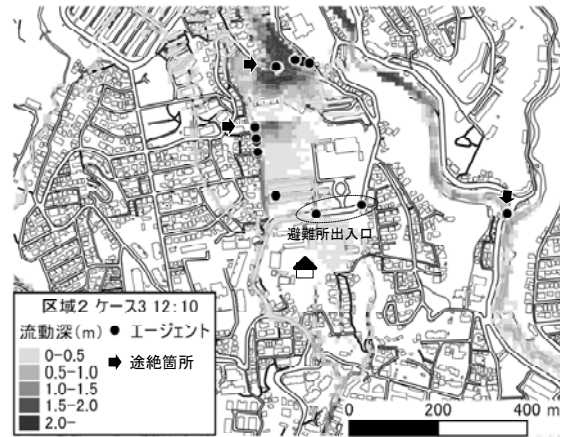 避難所出入口
区域2 ケース3 12:10
流動深(m) ● エージェント
➡ 途絶箇所
0-0.5
0.5-1.0
1.0-1.5
1.5-2.0
2.0-
0 200 400 m